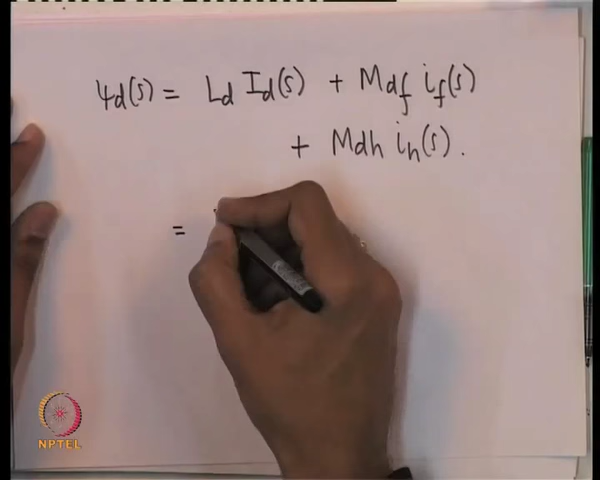 Ψd(s) = Ld Id(s) + Mdf if(s)
+ Mdh ih(s).
=
NPTEL